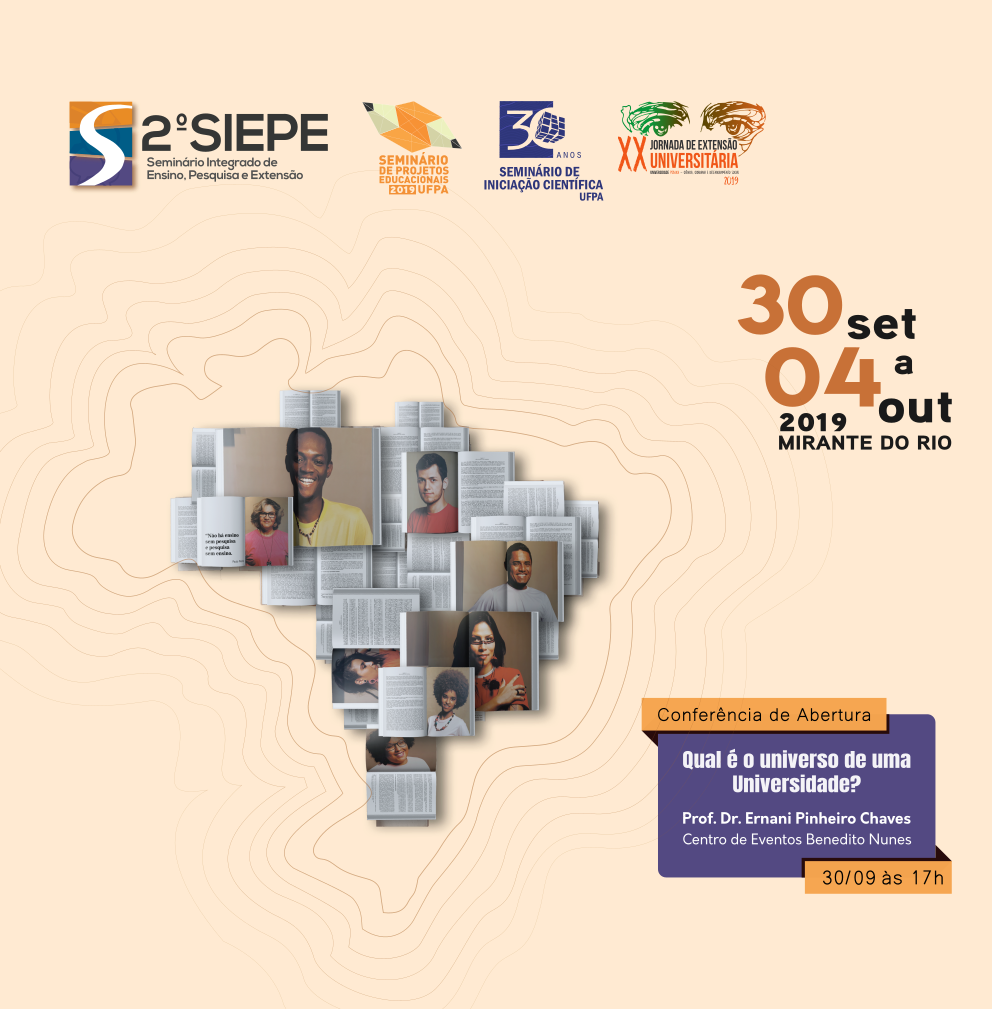 2º SIEPE
Seminário Integrado de
Ensino, Pesquisa e Extensão
SEMINÁRIO
DE PROJETOS
EDUCACIONAIS
2019 UFPA
30
ANOS
SEMINÁRIO DE
INICIAÇÃO CIENTÍFICA
UFPA
XX JORNADA DE EXTENSÃO
UNIVERSITÁRIA
2019
30 set
a
04 out
2019
MIRANTE DO RIO
"Não há ensino
sem pesquisa
e pesquisa
sem ensino.
Conferência de Abertura
Qual é o universo de uma
Universidade?
Prof. Dr. Ernani Pinheiro Chaves
Centro de Eventos Benedito Nunes
30/09 às 17h